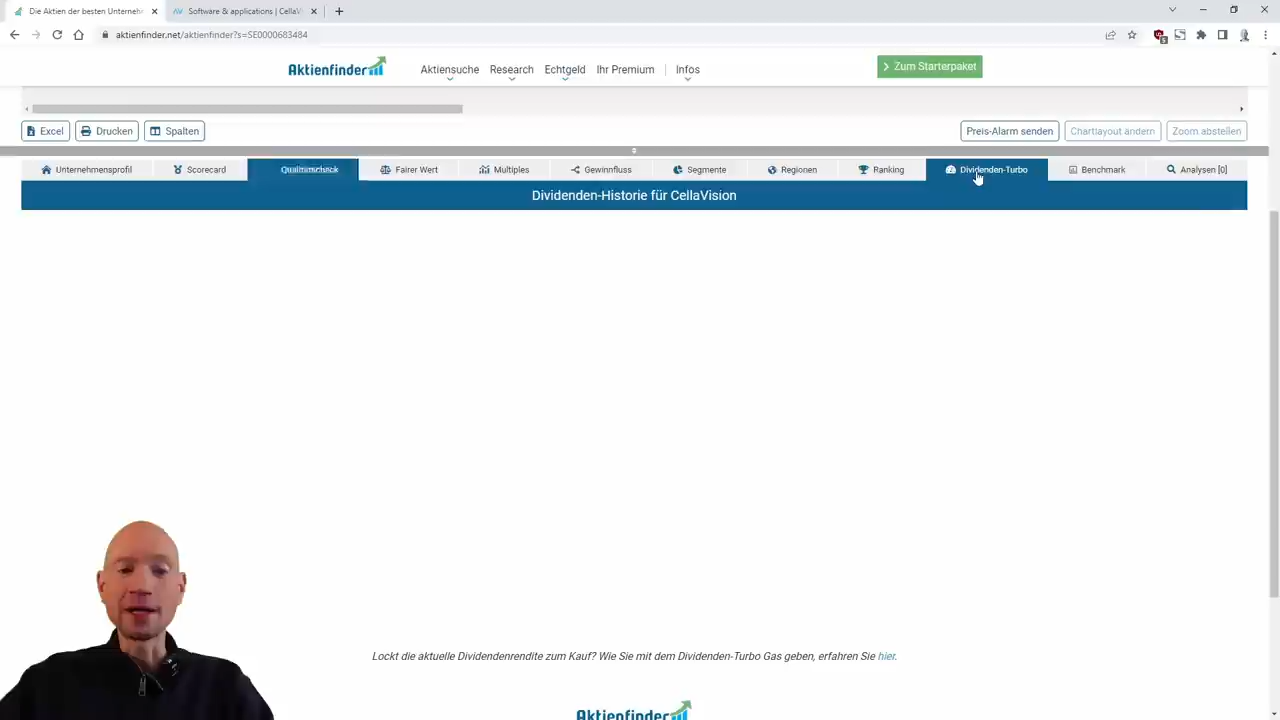 Die Aktien der besten Unterneh
Software & applications | CellaV
aktienfinder.net/aktienfinder?s=SE0000683484
5
Aktienfinder
Aktiensuche
Research
Echtgeld
Ihr Premium
Infos
Zum Starterpaket
Excel
Drucken
Spalten
Preis-Alarm senden
Chartlayout ändern
Zoom abstellen
Unternehmensprofil
Scorecard
Qualitätscheck
Fairer Wert
Multiples
Gewinnfluss
Segmente
Regionen
Ranking
Dividenden-Turbo
Benchmark
Analysen [0]
Dividenden-Historie für CellaVision
Lockt die aktuelle Dividendenrendite zum Kauf? Wie Sie mit dem Dividenden-Turbo Gas geben, erfahren Sie hier.
Aktienfinder